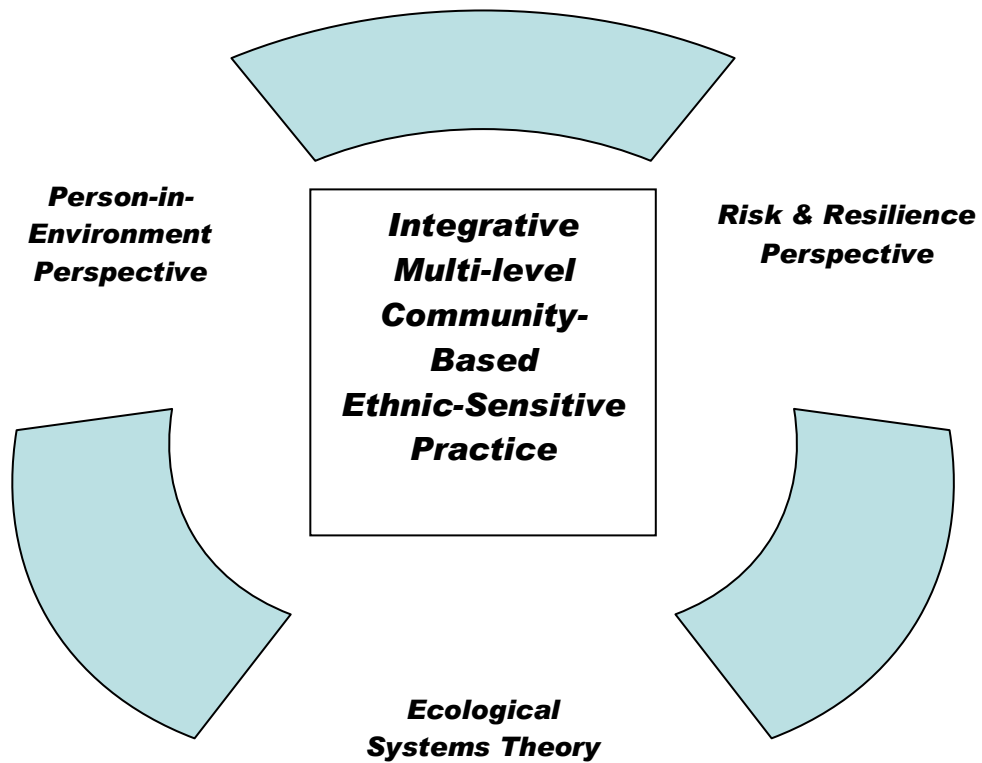 Person-in-
Environment
Perspective
Integrative
Multi-level
Community-
Based
Ethnic-Sensitive
Practice
Risk & Resilience
Perspective
Ecological
Systems Theory